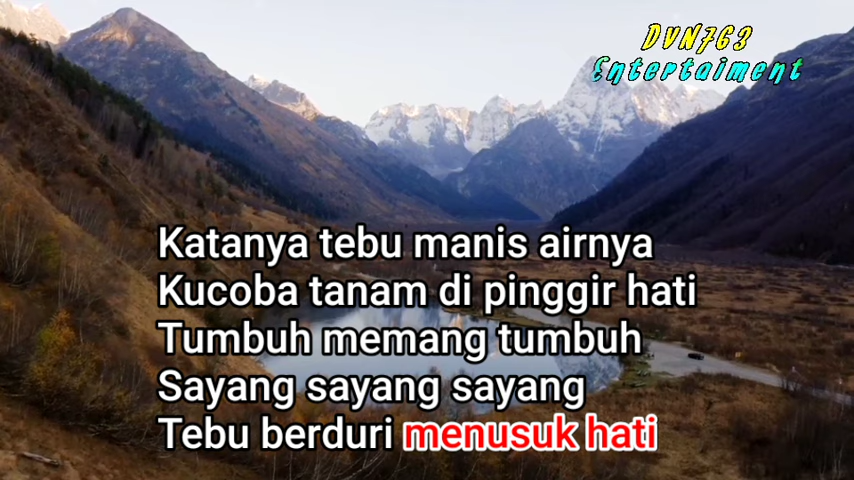 DVN763
Entertaiment
Katanya tebu manis airnya
Kucoba tanam di pinggir hati
Tumbuh memang tumbuh
Sayang sayang sayang
Tebu berduri menusuk hati